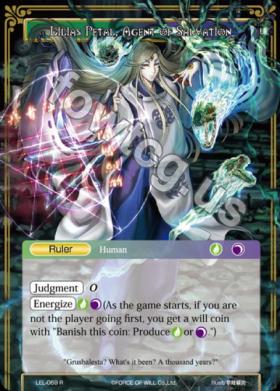 Lilias Petal, Agent of Salvation
Ruler Human
Judgment 0
Energize (As the game starts, if you are
not the player going first, you get a will
coin with "Banish this coin: Produce or .")
"Grusbalesta? What's it been? A thousand years?"
LEL-068 R ©FORCE OF WILL Co.,Ltd. Illust/